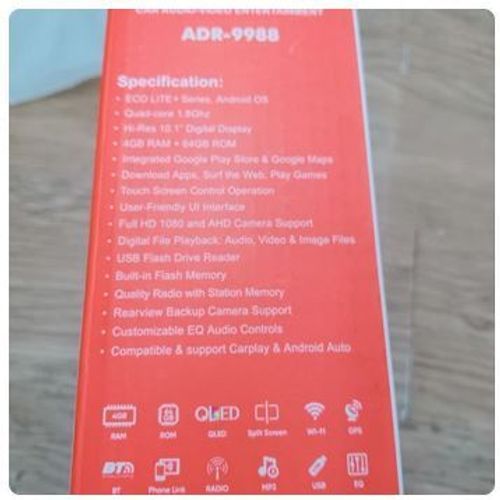 CAR AUDIO/VIDEO ENTERTAINMENT
ADR-9988
Specification:
• ECO LITE+ Series, Android OS
• Quad-core 1.8Ghz
• Hi-Res 10.1" Digital Display
• 4GB RAM + 64GB ROM
• Integrated Google Play Store & Google Maps
• Download Apps, Surf the Web, Play Games
• Touch Screen Control Operation
• User-Friendly UI Interface
• Full HD 1080 and AHD Camera Support
• Digital File Playback: Audio, Video & Image Files
• USB Flash Drive Reader
• Built-in Flash Memory
• Quality Radio with Station Memory
• Rearview Backup Camera Support
• Customizable EQ Audio Controls
• Compatible & support Carplay & Android Auto
4GB 64 GB QLED
RAM ROM QLED Split Screen Wi-Fi GPS
BT
BT Phone Link RADIO MP3 USB EQ